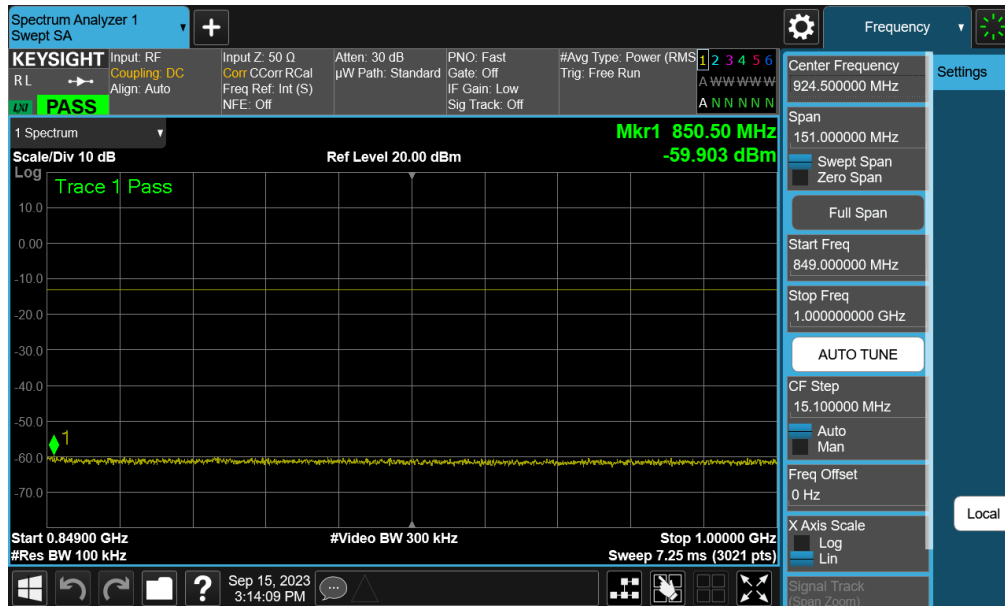 Spectrum Analyzer 1
Swept SA
Frequency
KEYSIGHT
R L
LXI PASS
Input: RF
Coupling: DC
Align: Auto
Input Z: 50 Ω
Corr CCorr RCal
Freq Ref: Int (S)
NFE: Off
Atten: 30 dB
µW Path: Standard
PNO: Fast
Gate: Off
IF Gain: Low
Sig Track: Off
#Avg Type: Power (RMS
Trig: Free Run
1 2 3 4 5 6
A W W W W W
A N N N N N
1 Spectrum
Mkr1 850.50 MHz
Scale/Div 10 dB
Ref Level 20.00 dBm
-59.903 dBm
Log
Trace 1 Pass
10.0
0.00
-10.0
-20.0
-30.0
-40.0
-50.0
1
-60.0
-70.0
Start 0.84900 GHz
#Video BW 300 kHz
Stop 1.00000 GHz
#Res BW 100 kHz
Sweep 7.25 ms (3021 pts)
?
Sep 15, 2023
3:14:09 PM
Center Frequency
924.500000 MHz
Settings
Span
151.000000 MHz
Swept Span
Zero Span
Full Span
Start Freq
849.000000 MHz
Stop Freq
1.000000000 GHz
AUTO TUNE
CF Step
15.100000 MHz
Auto
Man
Freq Offset
0 Hz
Local
X Axis Scale
Log
Lin
Signal Track
(Span Zoom)